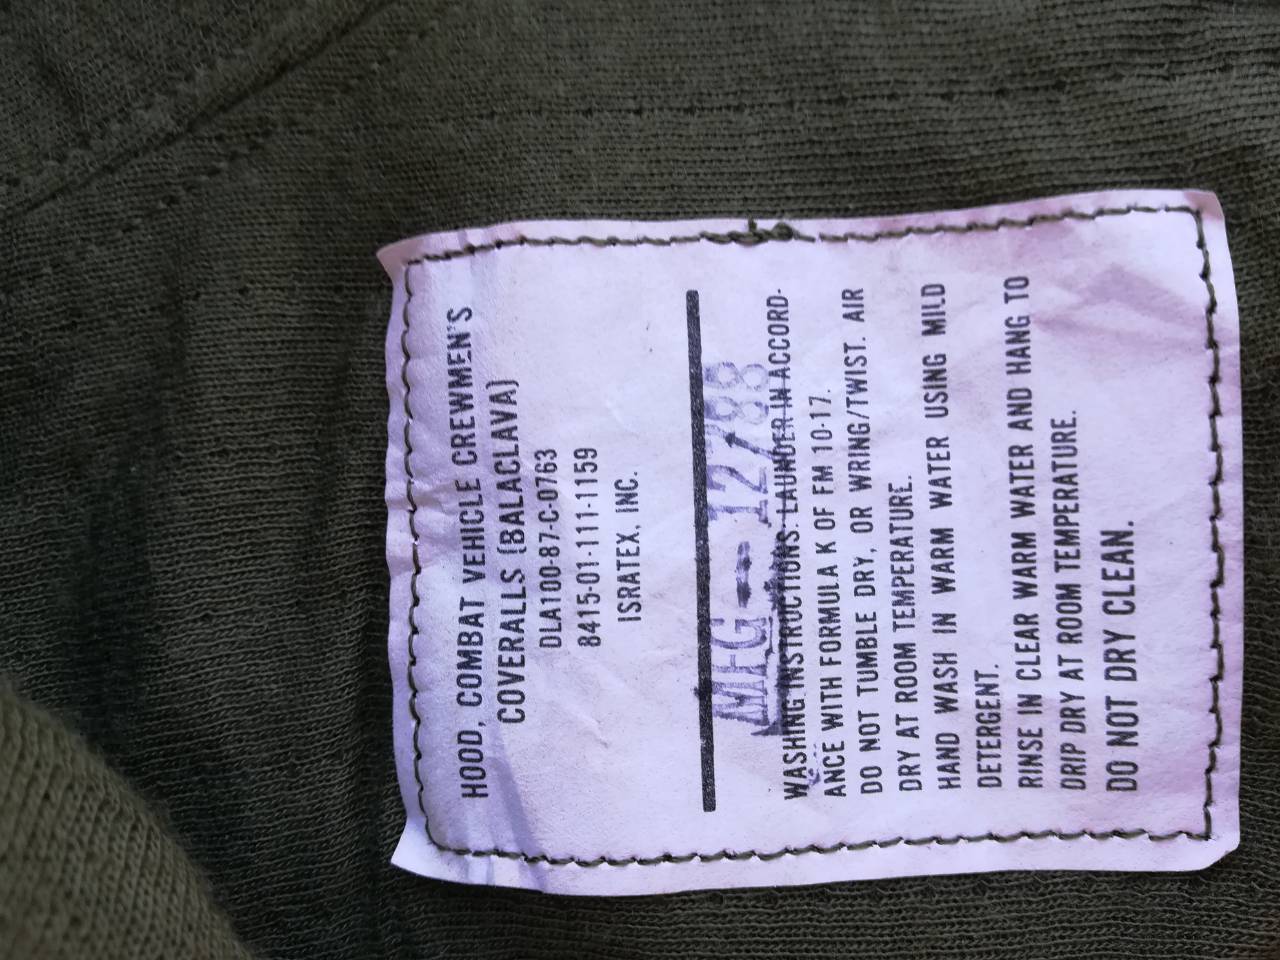 HOOD, COMBAT VEHICLE CREWMEN'S
COVERALLS (BALACLAVA)
DLA100-87-C-0763
8415-01-111-1159
ISRATEX, INC.
MFG — 12/88
WASHING INSTRUCTIONS: LAUNDER IN ACCORD-
ANCE WITH FORMULA K OF FM 10-17.
DO NOT TUMBLE DRY, OR WRING/TWIST. AIR
DRY AT ROOM TEMPERATURE.
HAND WASH IN WARM WATER USING MILD
DETERGENT.
RINSE IN CLEAR WARM WATER AND HANG TO
DRIP DRY AT ROOM TEMPERATURE.
DO NOT DRY CLEAN.